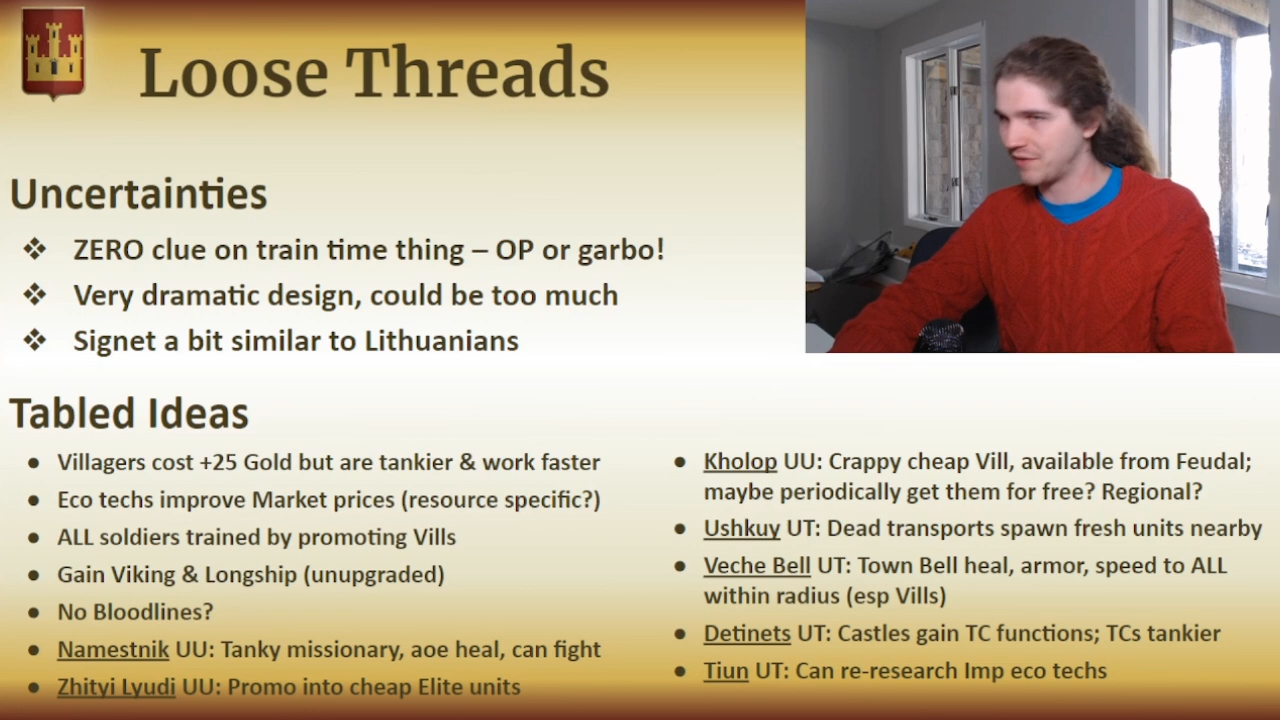 Loose Threads
Uncertainties
❖ ZERO clue on train time thing – OP or garbo!
❖ Very dramatic design, could be too much
❖ Signet a bit similar to Lithuanians
Tabled Ideas
● Villagers cost +25 Gold but are tankier & work faster
● Eco techs improve Market prices (resource specific?)
● ALL soldiers trained by promoting Vills
● Gain Viking & Longship (unupgraded)
● No Bloodlines?
● Namestnik UU: Tanky missionary, aoe heal, can fight
● Zhityi Lyudi UU: Promo into cheap Elite units
● Kholop UU: Crappy cheap Vill, available from Feudal;
maybe periodically get them for free? Regional?
● Ushkuy UT: Dead transports spawn fresh units nearby
● Veche Bell UT: Town Bell heal, armor, speed to ALL
within radius (esp Vills)
● Detinets UT: Castles gain TC functions; TCs tankier
● Tiun UT: Can re-research Imp eco techs